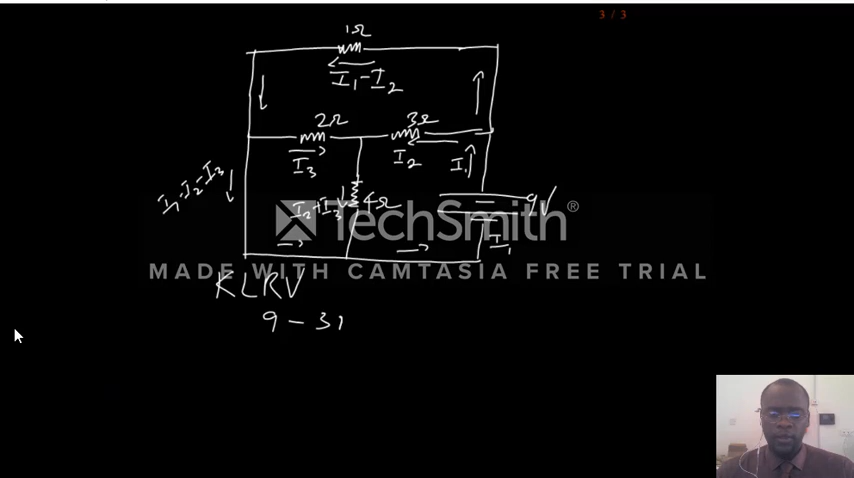 3 / 3
1Ω
I₁-I₂
2Ω
3Ω
I₃
I₂
I₁
I₁-I₂-I₃
I₂+I₃
4Ω
9V
I₁
TechSmith®
MADE WITH CAMTASIA FREE TRIAL
KLRV
9 - 3I